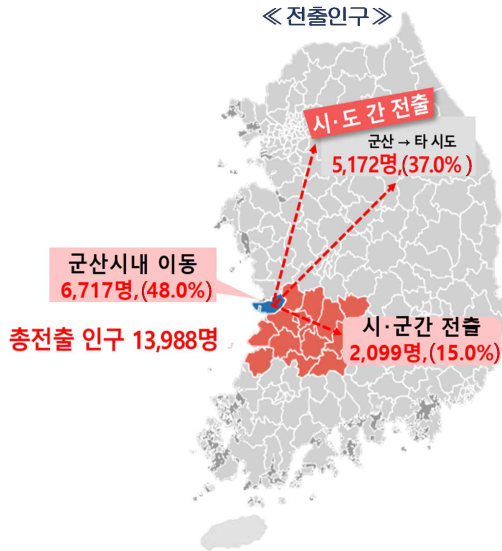 ≪ 전출인구 ≫
시·도 간 전출
군산 → 타 시도
5,172명,(37.0% )
군산시내 이동
6,717명,(48.0%)
총전출 인구 13,988명
시·군간 전출
2,099명,(15.0%)